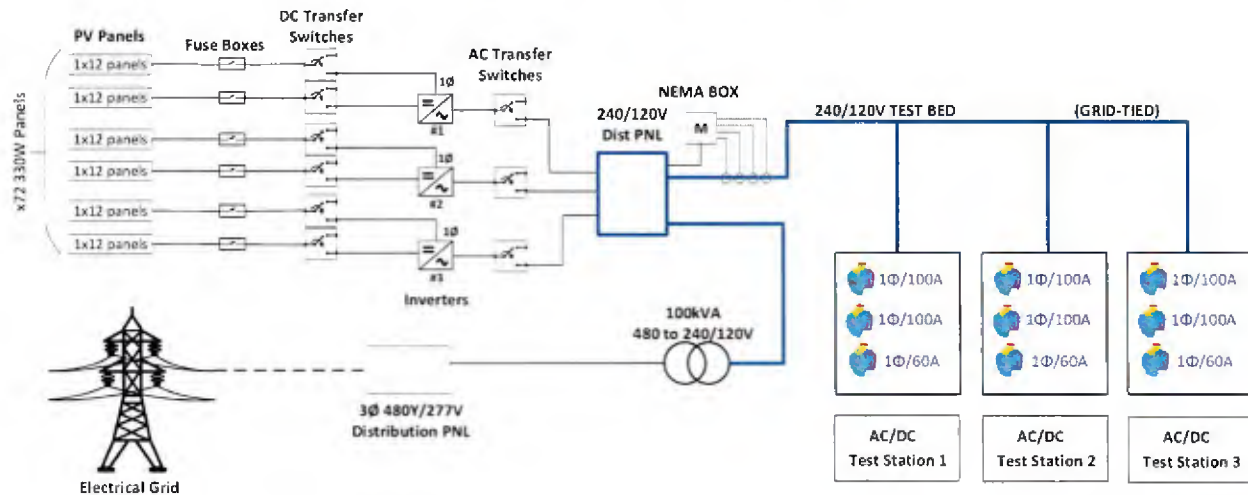 PV Panels
Fuse Boxes
DC Transfer
Switches
AC Transfer
Switches
x72 330W Panels
1x12 panels
1x12 panels
1x12 panels
1x12 panels
1x12 panels
1x12 panels
1Ø
#1
1Ø
#2
1Ø
#3
Inverters
240/120V
Dist PNL
NEMA BOX
M
240/120V TEST BED
(GRID-TIED)
1Φ/100A
1Φ/100A
1Φ/60A
1Φ/100A
1Φ/100A
1Φ/60A
1Φ/100A
1Φ/100A
1Φ/60A
AC/DC
Test Station 1
AC/DC
Test Station 2
AC/DC
Test Station 3
100kVA
480 to 240/120V
3Ø 480Y/277V
Distribution PNL
Electrical Grid